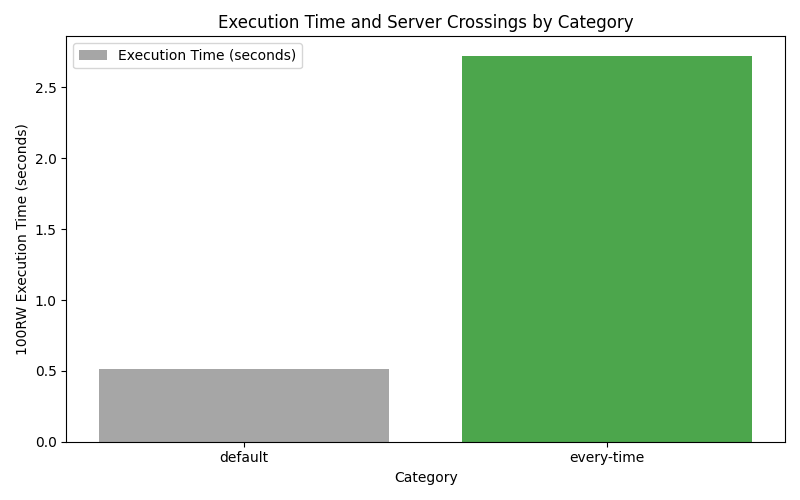 Execution Time and Server Crossings by Category
Execution Time (seconds)
100RW Execution Time (seconds)
2.5
2.0
1.5
1.0
0.5
0.0
default
every-time
Category